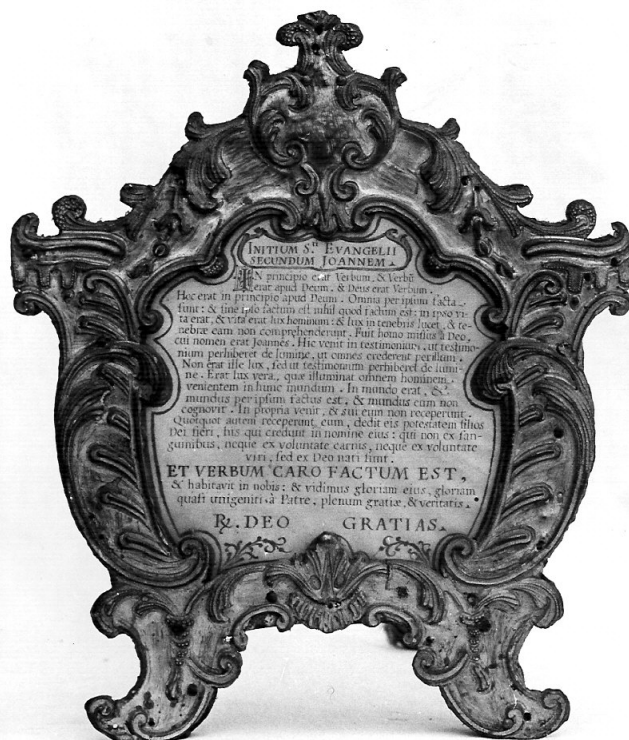 INITIUM S.ti EVANGELII
SECUNDUM JOANNEM.
IN principio erat Verbum, & Verbũ
erat apud Deum, & Deus erat Verbum.
Hoc erat in principio apud Deum. Omnia per ipsum facta
sunt: & sine ipso factum est nihil quod factum est: in ipso vi-
ta erat, & vita erat lux hominum: & lux in tenebris lucet, & te-
nebræ eam non comprehenderunt. Fuit homo missus à Deo,
cui nomen erat Joannes. Hic venit in testimonium, ut testimo-
nium perhiberet de lumine, ut omnes crederent per illum.
Non erat ille lux, sed ut testimonium perhiberet de lumi-
ne. Erat lux vera, quæ illuminat omnem hominem
venientem in hunc mundum. In mundo erat, &
mundus per ipsum factus est, & mundus eum non
cognovit. In propria venit, & sui eum non receperunt.
Quotquot autem receperunt eum, dedit eis potestatem filios
Dei fieri, his qui credunt in nomine eius: qui non ex san-
guinibus, neque ex voluntate carnis, neque ex voluntate
viri, sed ex Deo nati sunt.
ET VERBUM CARO FACTUM EST,
& habitavit in nobis: & vidimus gloriam eius, gloriam
quasi unigeniti à Patre, plenum gratiæ, & veritatis.
℟. DEO GRATIAS.